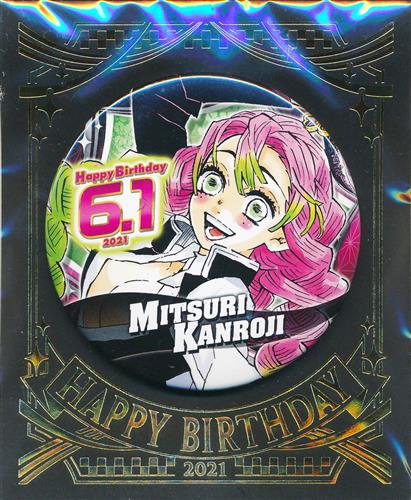 Happy Birthday
6.1
2021
MITSURI
KANROJI
HAPPY BIRTHDAY
2021